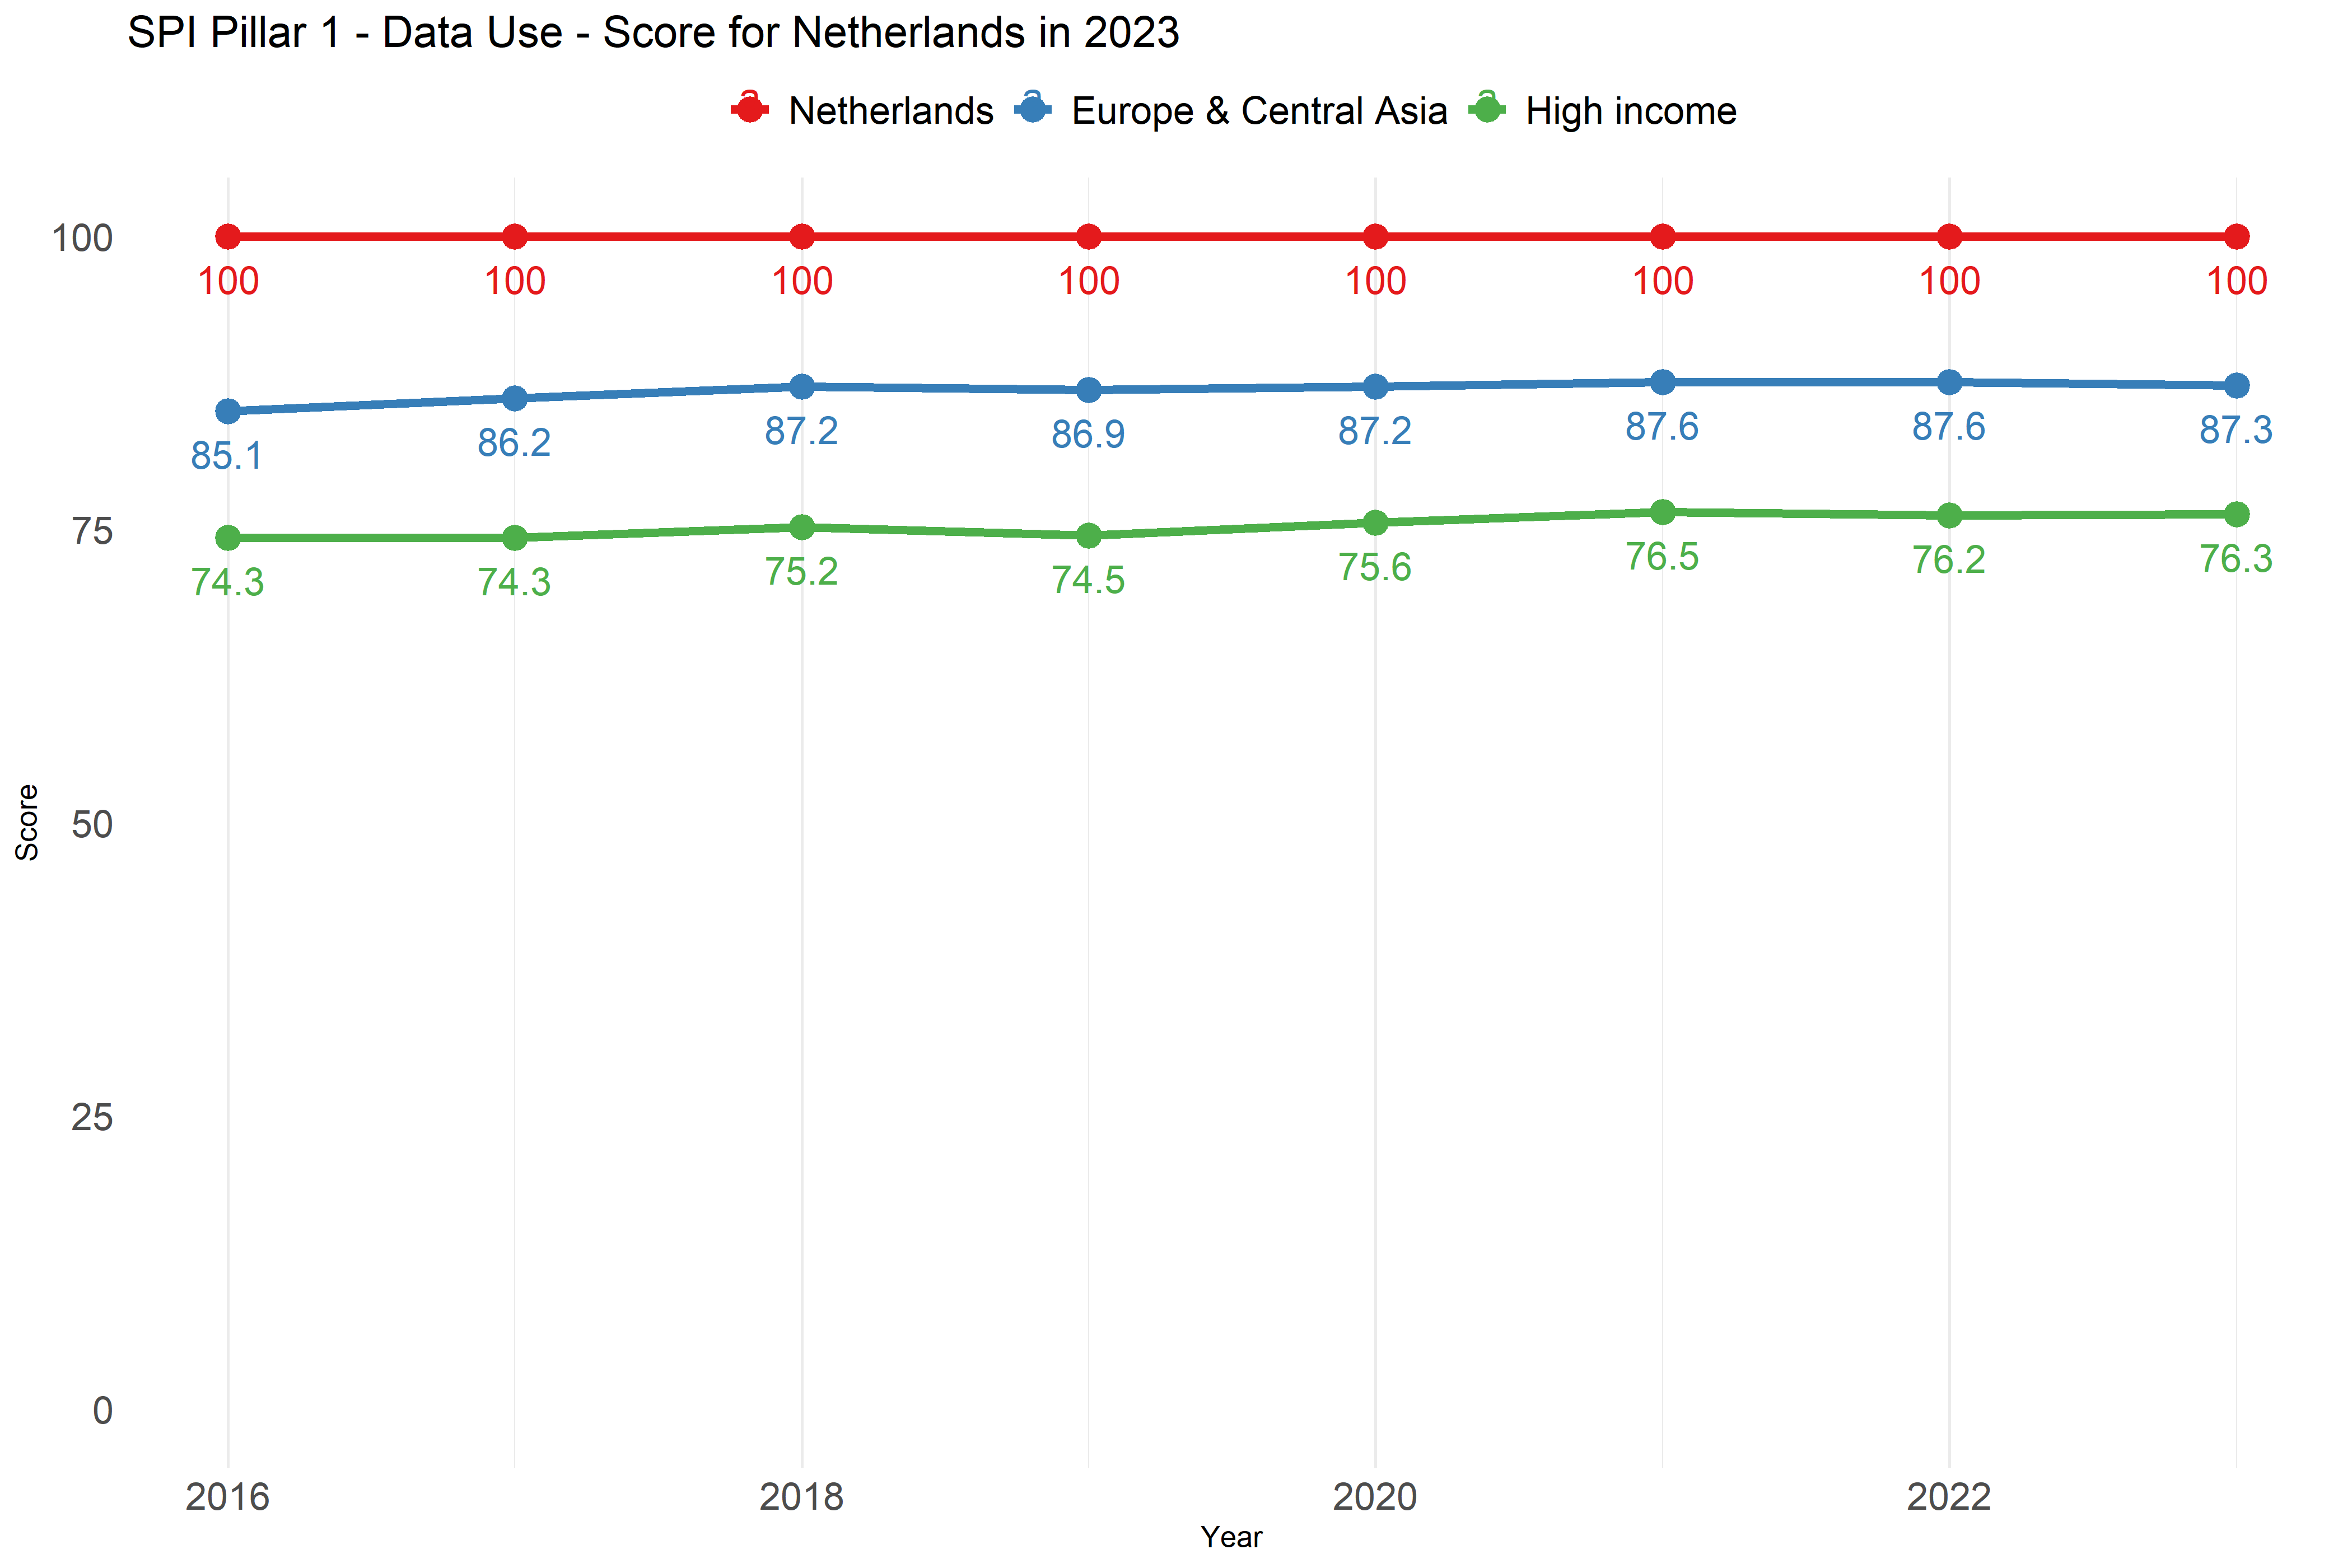 SPI Pillar 1 - Data Use - Score for Netherlands in 2023
Netherlands Europe & Central Asia High income
100
100 100 100 100 100 100 100 100
85.1 86.2 87.2 86.9 87.2 87.6 87.6 87.3
75
74.3 74.3 75.2 74.5 75.6 76.5 76.2 76.3
50
Score
25
0
2016 2018 2020 2022
Year